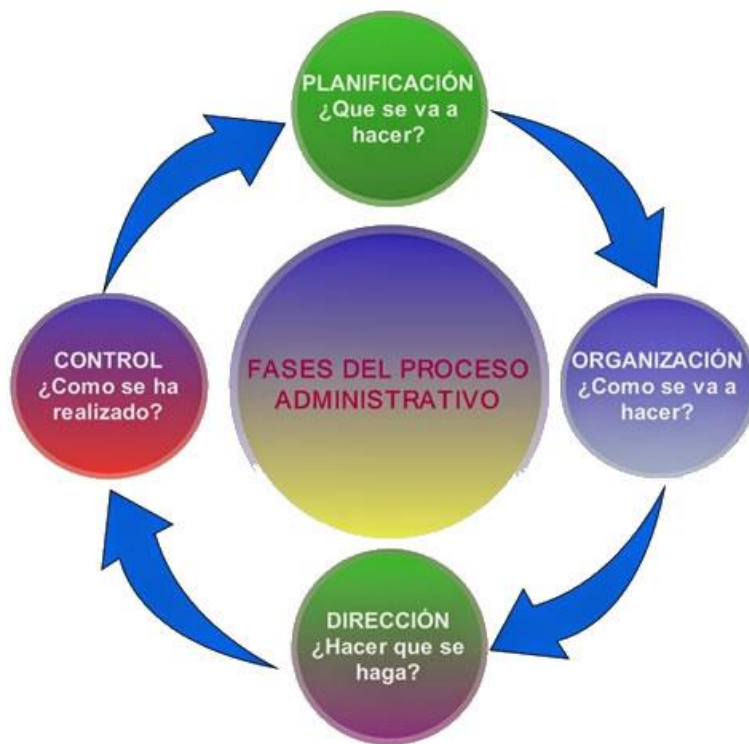 PLANIFICACIÓN
¿Que se va a
hacer?
CONTROL
¿Como se ha
realizado?
FASES DEL PROCESO
ADMINISTRATIVO
ORGANIZACIÓN
¿Como se va a
hacer?
DIRECCIÓN
¿Hacer que se
haga?